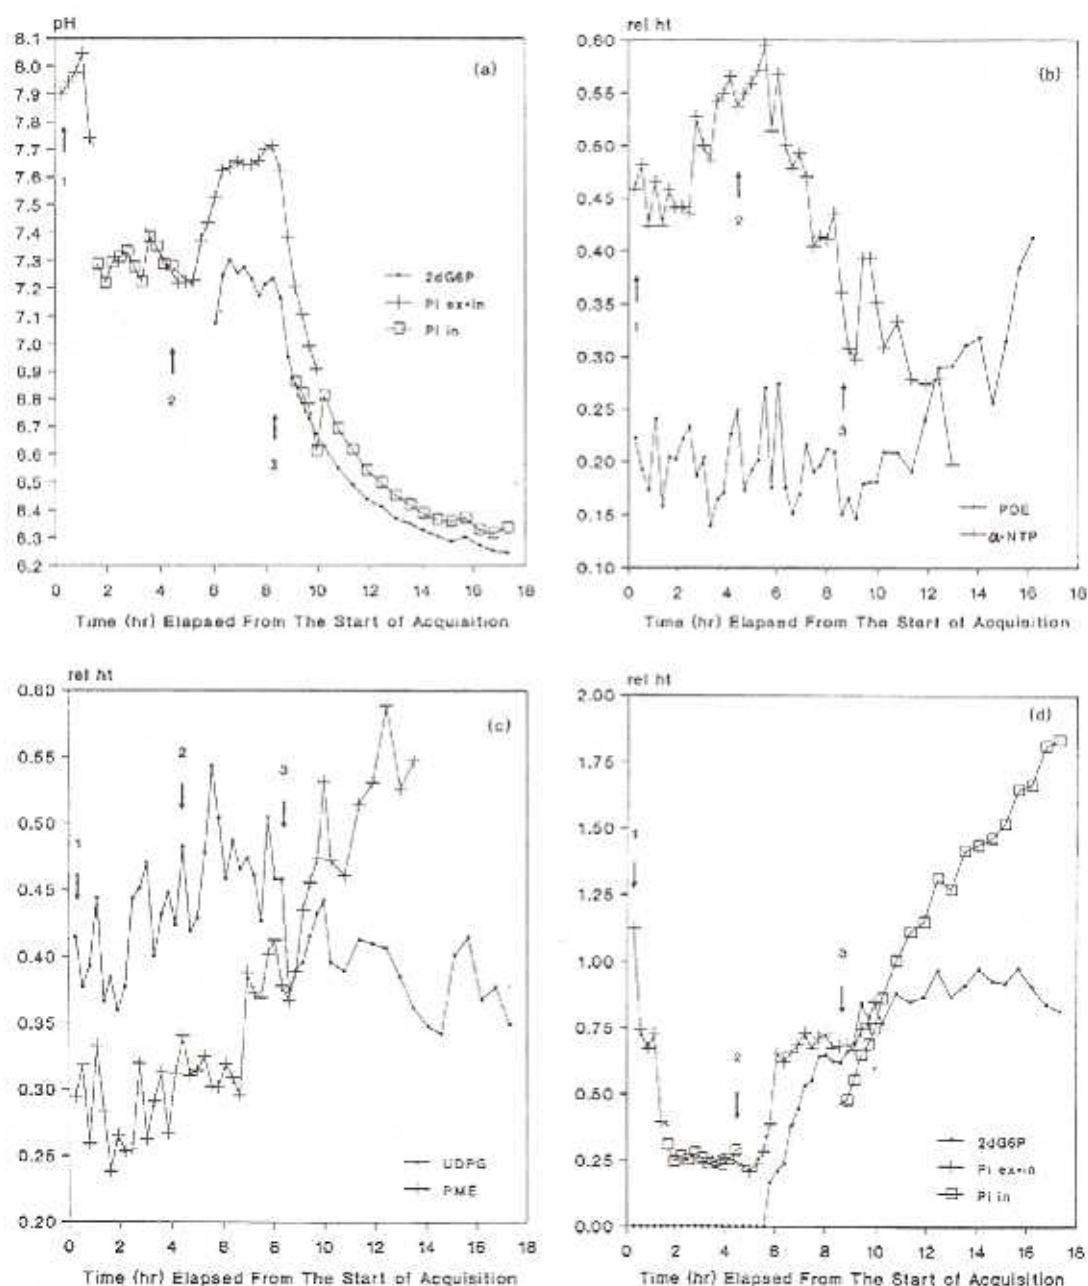 pH
8.1
8.0
7.9
7.8
7.7
7.6
7.5
7.4
7.3
7.2
7.1
7.0
6.9
6.8
6.7
6.6
6.5
6.4
6.3
6.2
(a)
1
2
3
2dG6P
Pi ex+in
Pi in
0 2 4 6 8 10 12 14 16 18
Time (hr) Elapsed From The Start of Acquisition
rel ht
0.60
0.55
0.50
0.45
0.40
0.35
0.30
0.25
0.20
0.15
0.10
(b)
1
2
3
PDE
α-NTP
0 2 4 6 8 10 12 14 16 18
Time (hr) Elapsed From The Start of Acquisition
rel ht
0.60
0.55
0.50
0.45
0.40
0.35
0.30
0.25
0.20
(c)
1
2
3
UDPG
PME
0 2 4 6 8 10 12 14 16 18
Time (hr) Elapsed From The Start of Acquisition
rel ht
2.00
1.75
1.50
1.25
1.00
0.75
0.50
0.25
0.00
(d)
1
2
3
2dG6P
Pi ex+in
Pi in
0 2 4 6 8 10 12 14 16 18
Time (hr) Elapsed From The Start of Acquisition